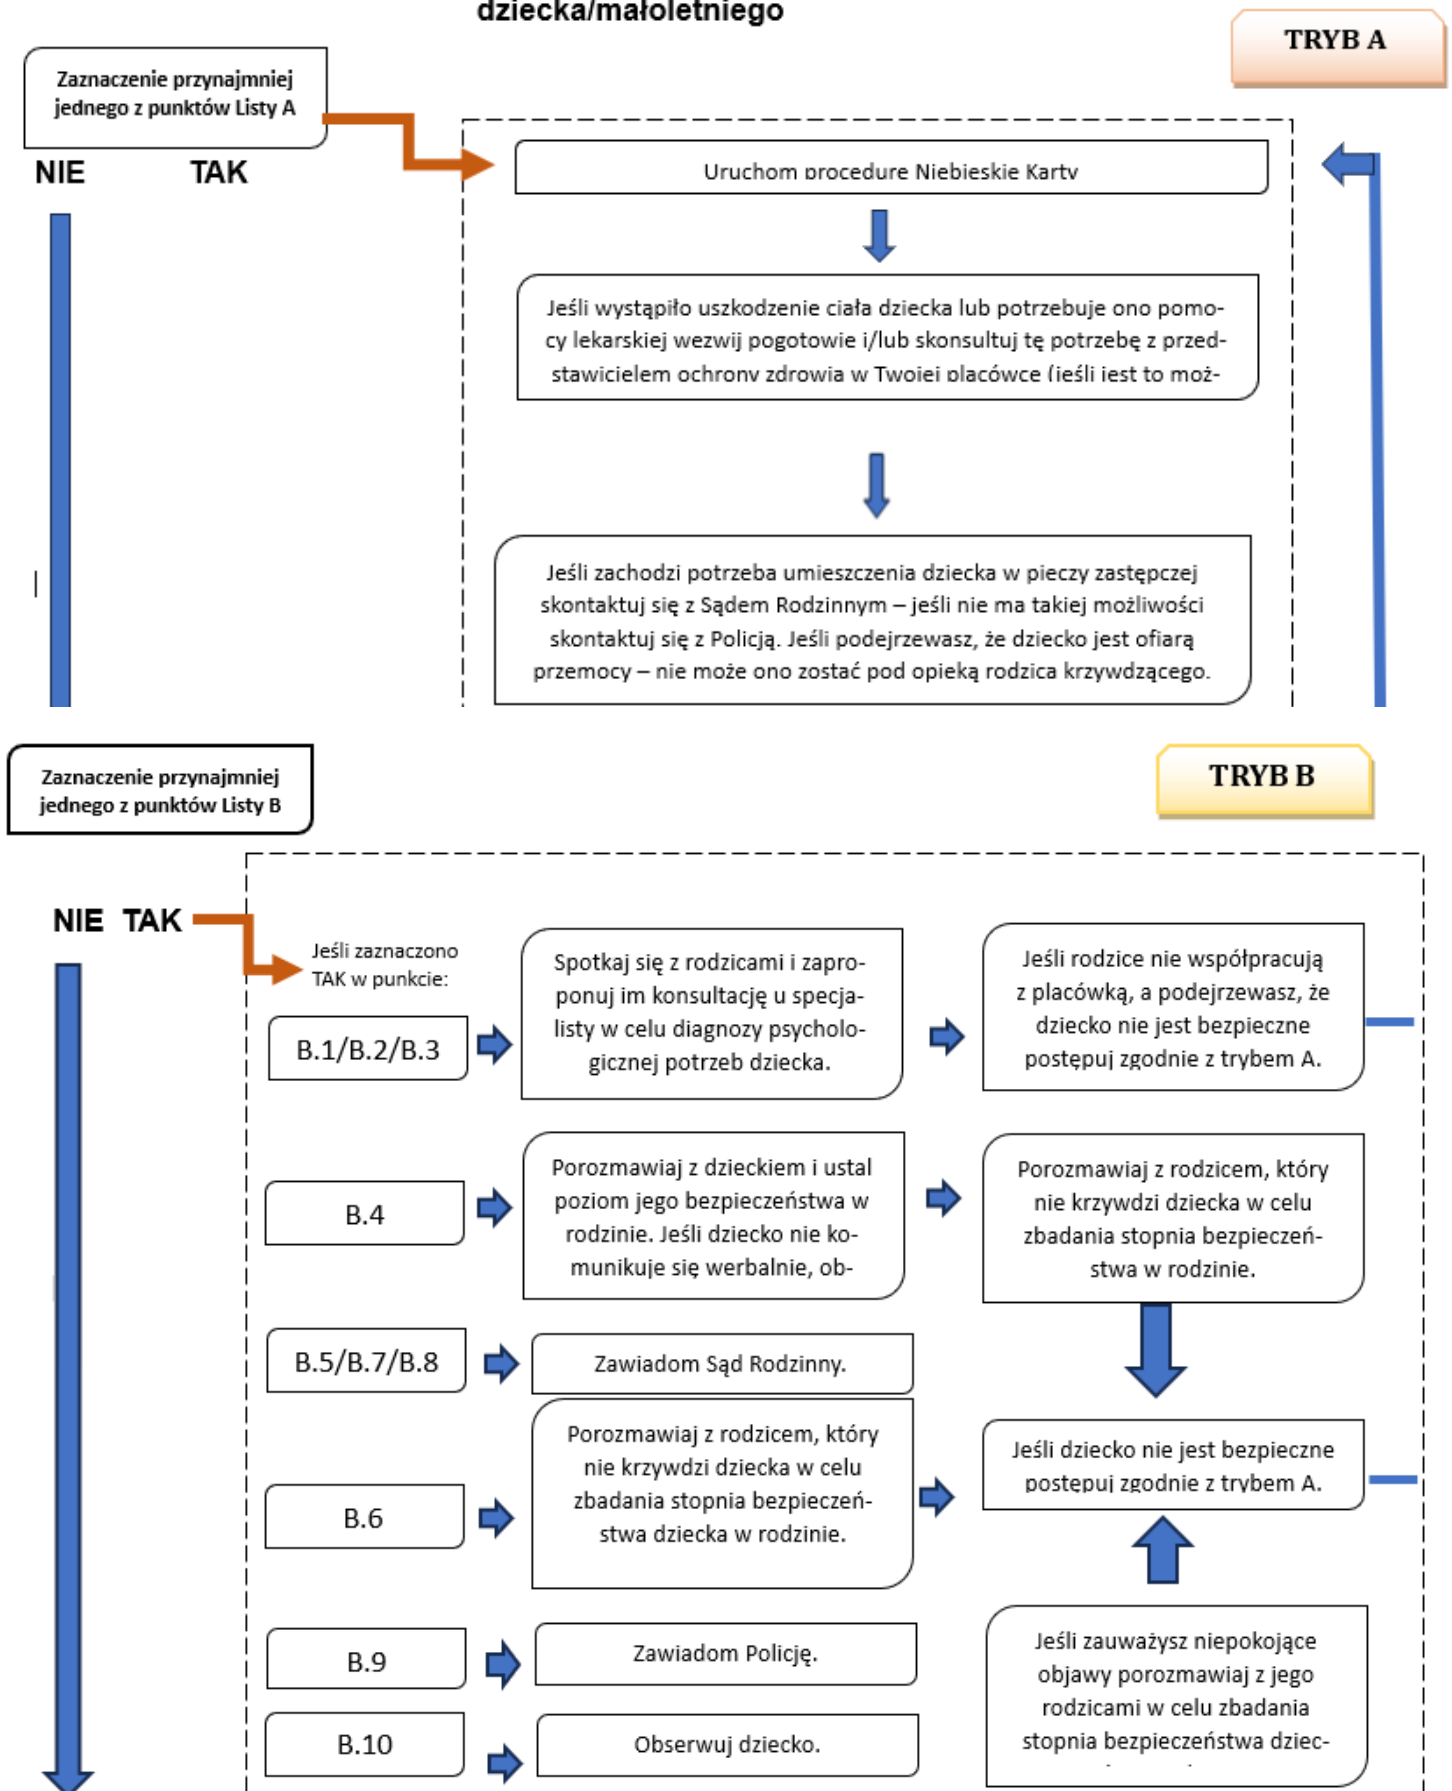 dziecka/małoletniego
TRYB A
Zaznaczenie przynajmniej
jednego z punktów Listy A
NIE TAK
Uruchom procedurę Niebieskie Karty
Jeśli wystąpiło uszkodzenie ciała dziecka lub potrzebuje ono pomo-
cy lekarskiej wezwij pogotowie i/lub skonsultuj tę potrzebę z przed-
stawicielem ochrony zdrowia w Twojej placówce (jeśli jest to moż-
Jeśli zachodzi potrzeba umieszczenia dziecka w pieczy zastępczej
skontaktuj się z Sądem Rodzinnym – jeśli nie ma takiej możliwości
skontaktuj się z Policją. Jeśli podejrzewasz, że dziecko jest ofiarą
przemocy – nie może ono zostać pod opieką rodzica krzywdzącego.
Zaznaczenie przynajmniej
jednego z punktów Listy B
TRYB B
NIE TAK
Jeśli zaznaczono
TAK w punkcie:
B.1/B.2/B.3
Spotkaj się z rodzicami i zapro-
ponuj im konsultację u specja-
listy w celu diagnozy psycholo-
gicznej potrzeb dziecka.
Jeśli rodzice nie współpracują
z placówką, a podejrzewasz, że
dziecko nie jest bezpieczne
postępuj zgodnie z trybem A.
B.4
Porozmawiaj z dzieckiem i ustal
poziom jego bezpieczeństwa w
rodzinie. Jeśli dziecko nie ko-
munikuje się werbalnie, ob-
Porozmawiaj z rodzicem, który
nie krzywdzi dziecka w celu
zbadania stopnia bezpieczeń-
stwa w rodzinie.
B.5/B.7/B.8
Zawiadom Sąd Rodzinny.
B.6
Porozmawiaj z rodzicem, który
nie krzywdzi dziecka w celu
zbadania stopnia bezpieczeń-
stwa dziecka w rodzinie.
Jeśli dziecko nie jest bezpieczne
postępuj zgodnie z trybem A.
B.9
Zawiadom Policję.
B.10
Obserwuj dziecko.
Jeśli zauważysz niepokojące
objawy porozmawiaj z jego
rodzicami w celu zbadania
stopnia bezpieczeństwa dziec-